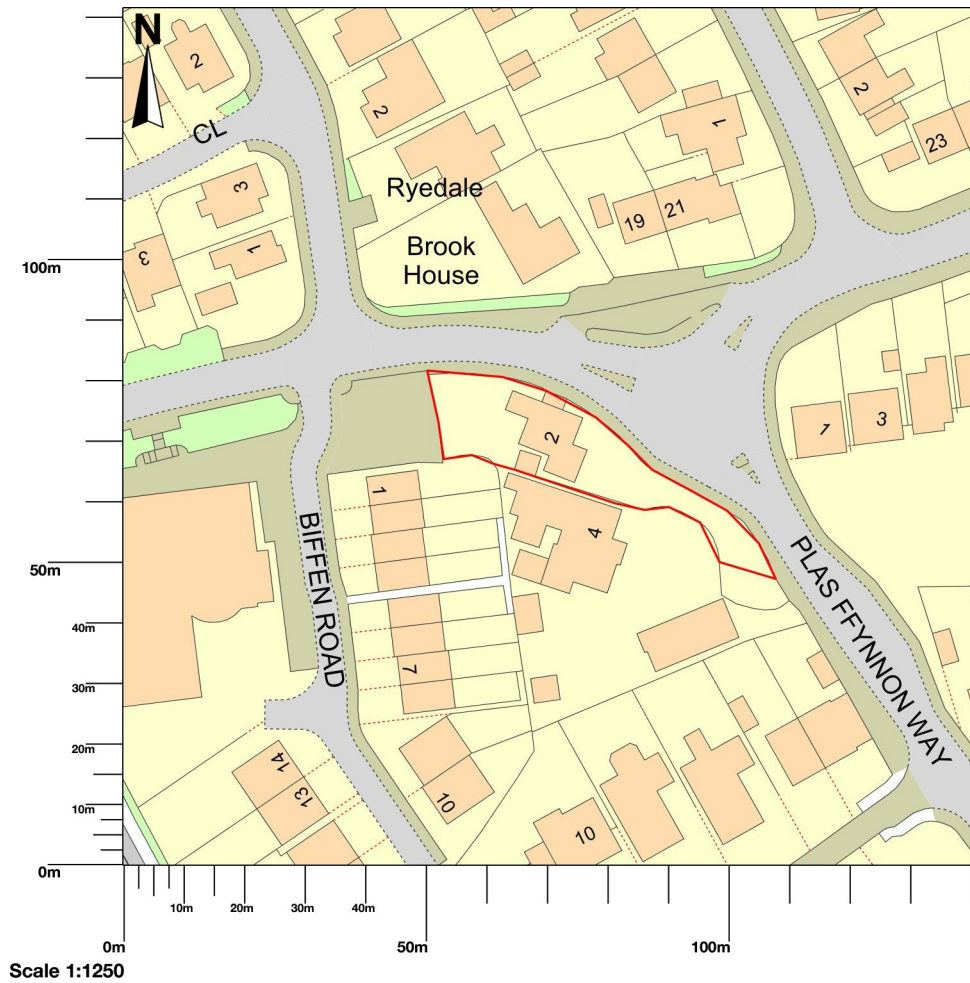 N
2
CL
2
Ryedale
Brook
House
1
19
21
2
23
3
1
3
100m
2
1
3
1
4
BIFFEN ROAD
PLAS FFYNNON WAY
50m
40m
7
30m
20m
14
13
10
10
10m
0m
10m
20m
30m
40m
0m
50m
100m
Scale 1:1250